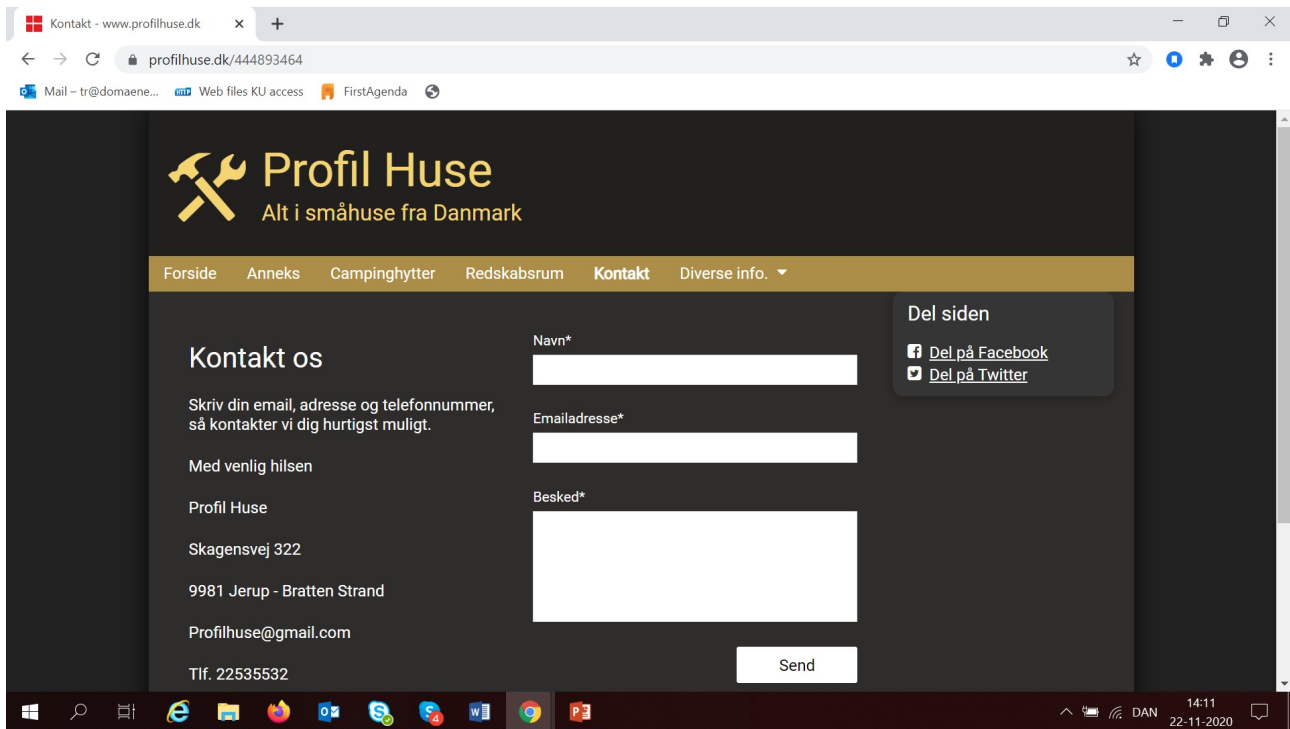 Kontakt - www.profilhuse.dk
profilhuse.dk/444893464
Mail – tr@domaene... Web files KU access FirstAgenda
Profil Huse
Alt i småhuse fra Danmark
Forside Anneks Campinghytter Redskabsrum Kontakt Diverse info.
Kontakt os
Skriv din email, adresse og telefonnummer,
så kontakter vi dig hurtigst muligt.
Med venlig hilsen
Profil Huse
Skagensvej 322
9981 Jerup - Bratten Strand
Profilhuse@gmail.com
Tlf. 22535532
Navn*
Emailadresse*
Besked*
Send
Del siden
Del på Facebook
Del på Twitter
4
DAN
14:11
22-11-2020